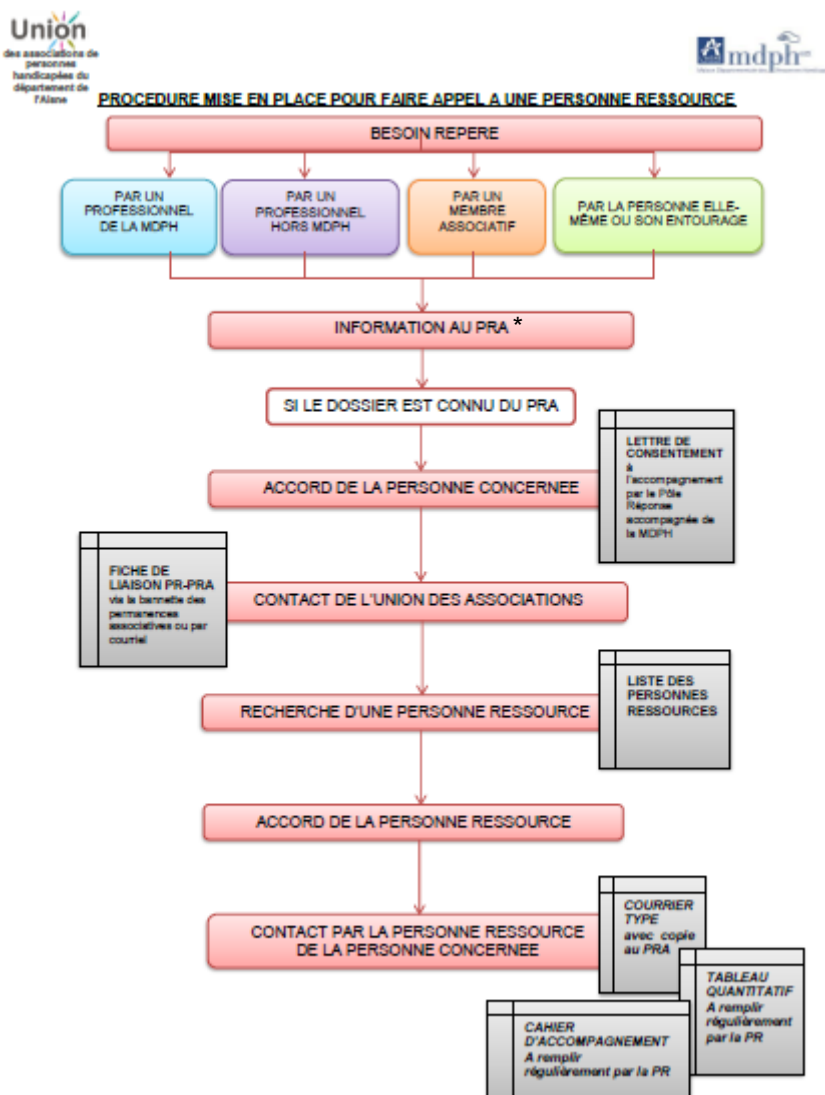 Union
des associations de
personnes
handicapées du
département de
l'Aisne
mdph
PROCEDURE MISE EN PLACE POUR FAIRE APPEL A UNE PERSONNE RESSOURCE
BESOIN REPERE
PAR UN
PROFESSIONNEL
DE LA MDPH
PAR UN
PROFESSIONNEL
HORS MDPH
PAR UN
MEMBRE
ASSOCIATIF
PAR LA PERSONNE ELLE-
MÊME OU SON ENTOURAGE
INFORMATION AU PRA *
SI LE DOSSIER EST CONNU DU PRA
LETTRE DE
CONSENTEMENT
à
l'accompagnement
par le Pôle
Réponse
accompagnée de
la MDPH
ACCORD DE LA PERSONNE CONCERNEE
FICHE DE
LIAISON PR-PRA
via la bannette des
permanences
associatives ou par
courriel
CONTACT DE L'UNION DES ASSOCIATIONS
LISTE DES
PERSONNES
RESSOURCES
RECHERCHE D'UNE PERSONNE RESSOURCE
ACCORD DE LA PERSONNE RESSOURCE
CONTACT PAR LA PERSONNE RESSOURCE
DE LA PERSONNE CONCERNEE
COURRIER
TYPE
avec copie
au PRA
TABLEAU
QUANTITATIF
A remplir
régulièrement
par la PR
CAHIER
D'ACCOMPAGNEMENT
A remplir
régulièrement par la PR